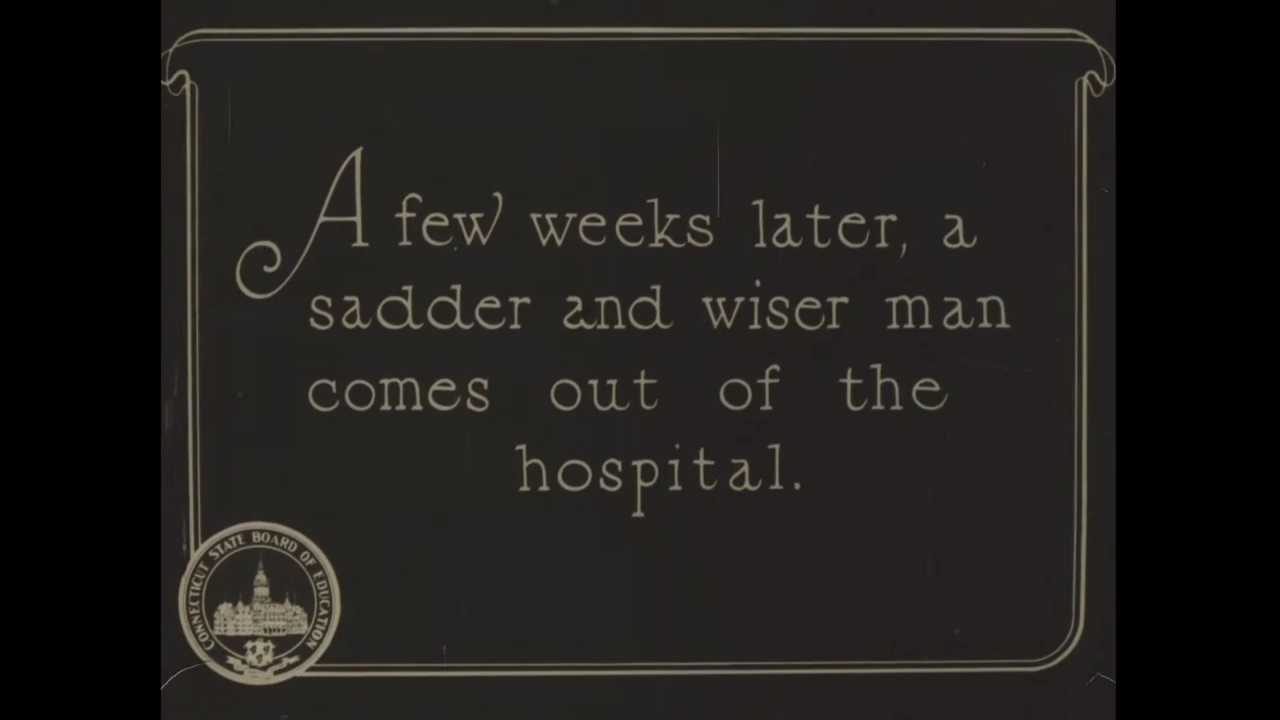 A few weeks later, a
sadder and wiser man
comes out of the
hospital.
CONNECTICUT STATE BOARD OF EDUCATION